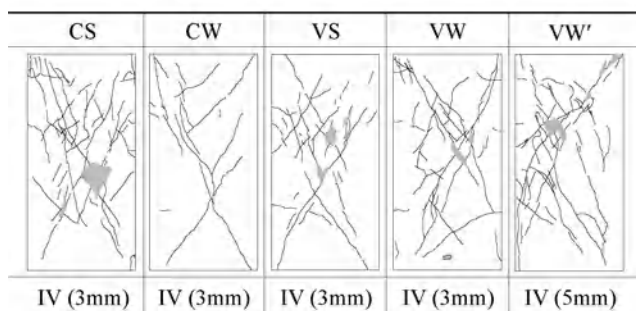 CS CW VS VW VW′
IV (3mm) IV (3mm) IV (3mm) IV (3mm) IV (5mm)